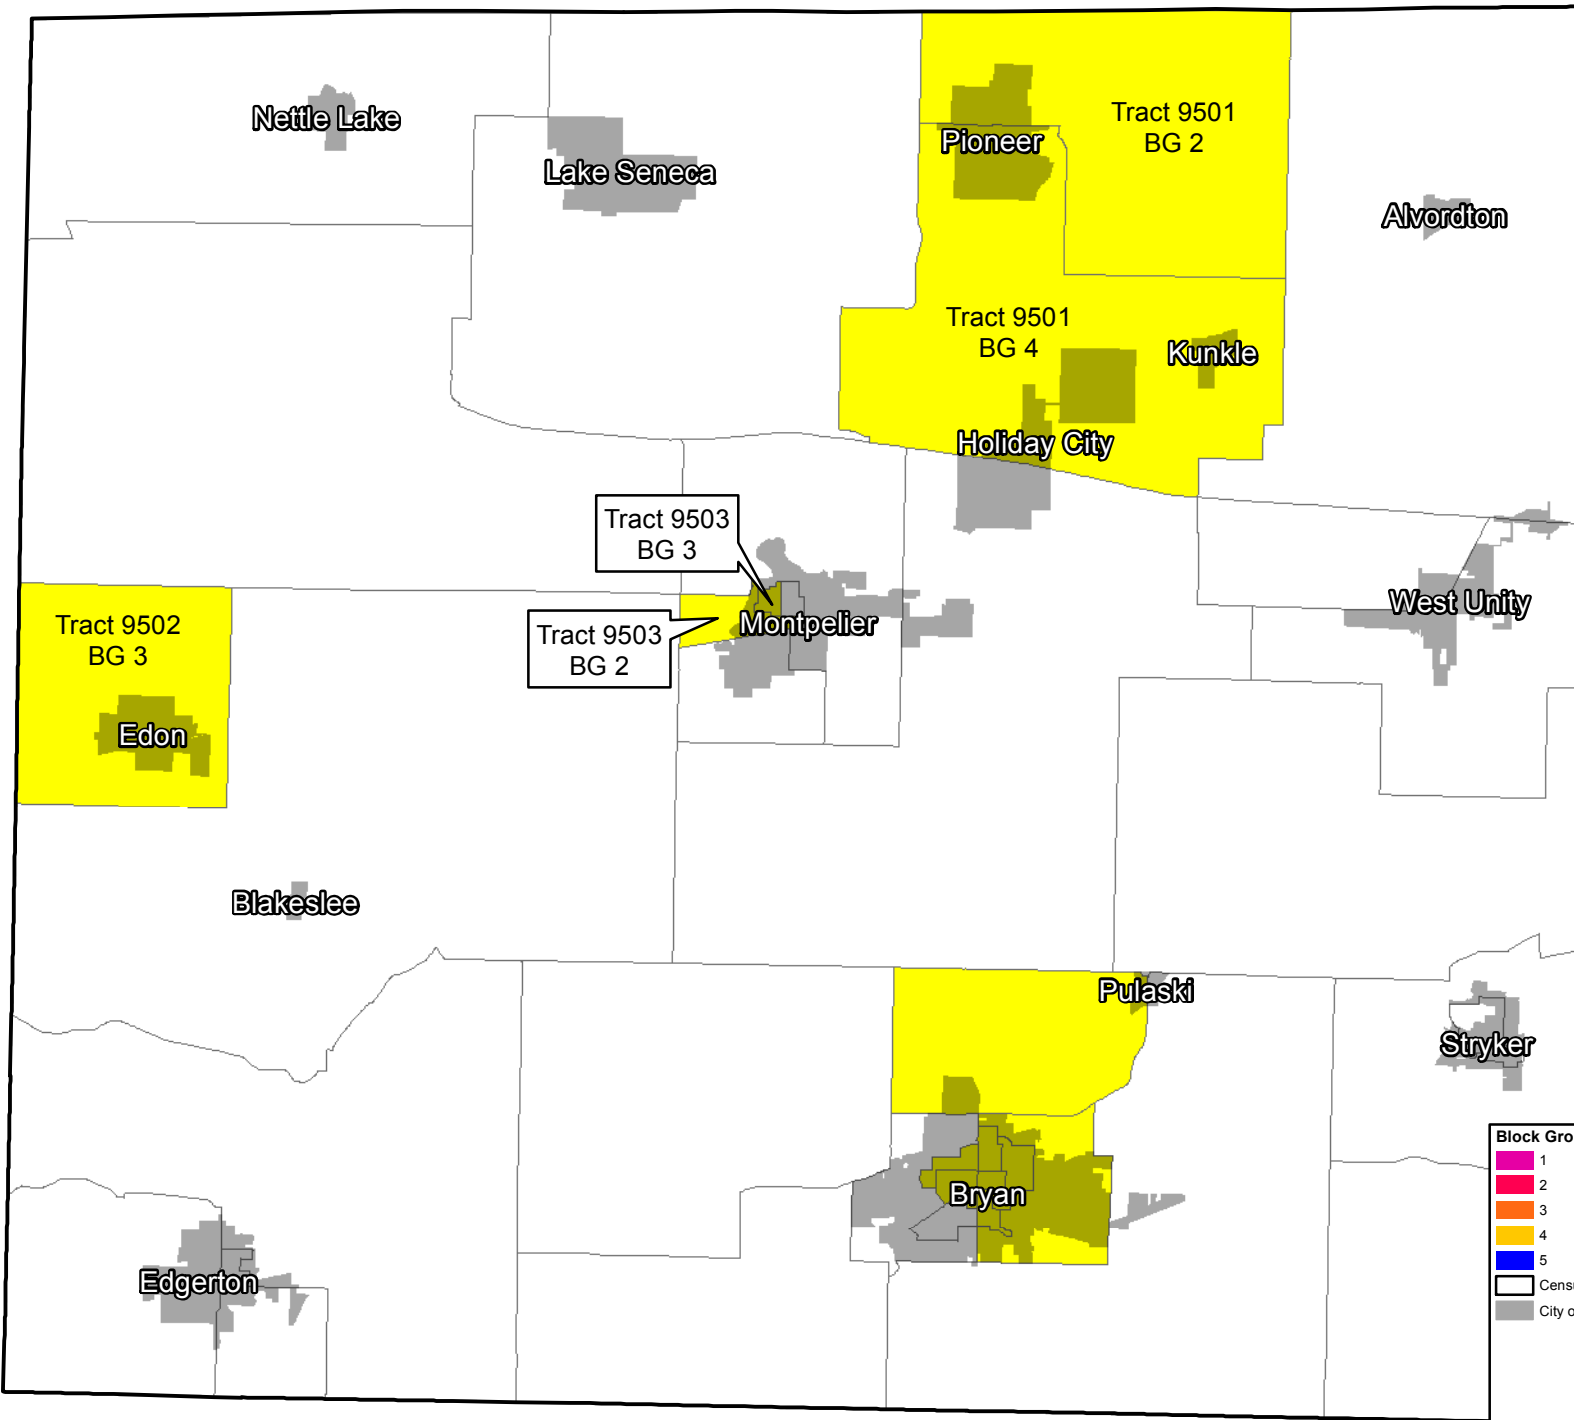 Nettle Lake
Lake Seneca
Pioneer
Tract 9501
BG 2
Alvordton
Tract 9501
BG 4
Kunkle
Holiday City
Tract 9503
BG 3
Tract 9503
BG 2
Montpelier
West Unity
Tract 9502
BG 3
Edon
Blakeslee
Pulaski
Stryker
Bryan
Edgerton
Block Gro
1
2
3
4
5
Cens
City o